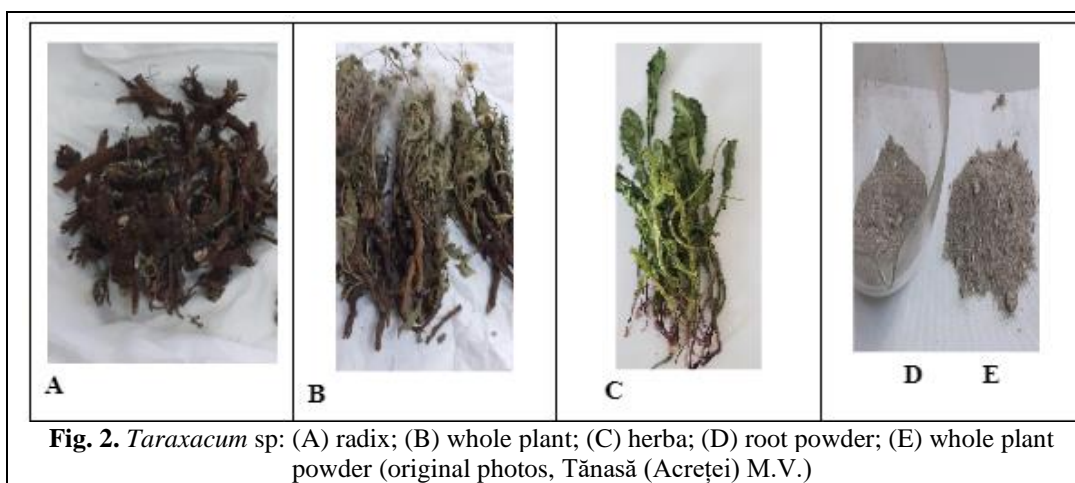 A
B
C
D E
Fig. 2. Taraxacum sp: (A) radix; (B) whole plant; (C) herba; (D) root powder; (E) whole plant
powder (original photos, Tănasă (Acreței) M.V.)